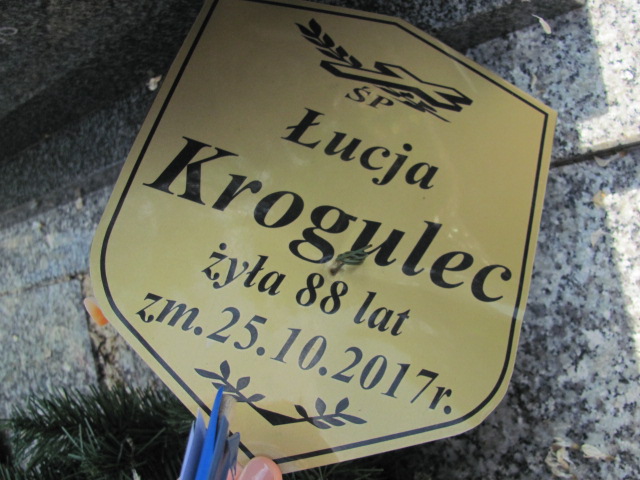 ŚP
Łucja
Krogulec
żyła 88 lat
zm. 25.10.2017r.